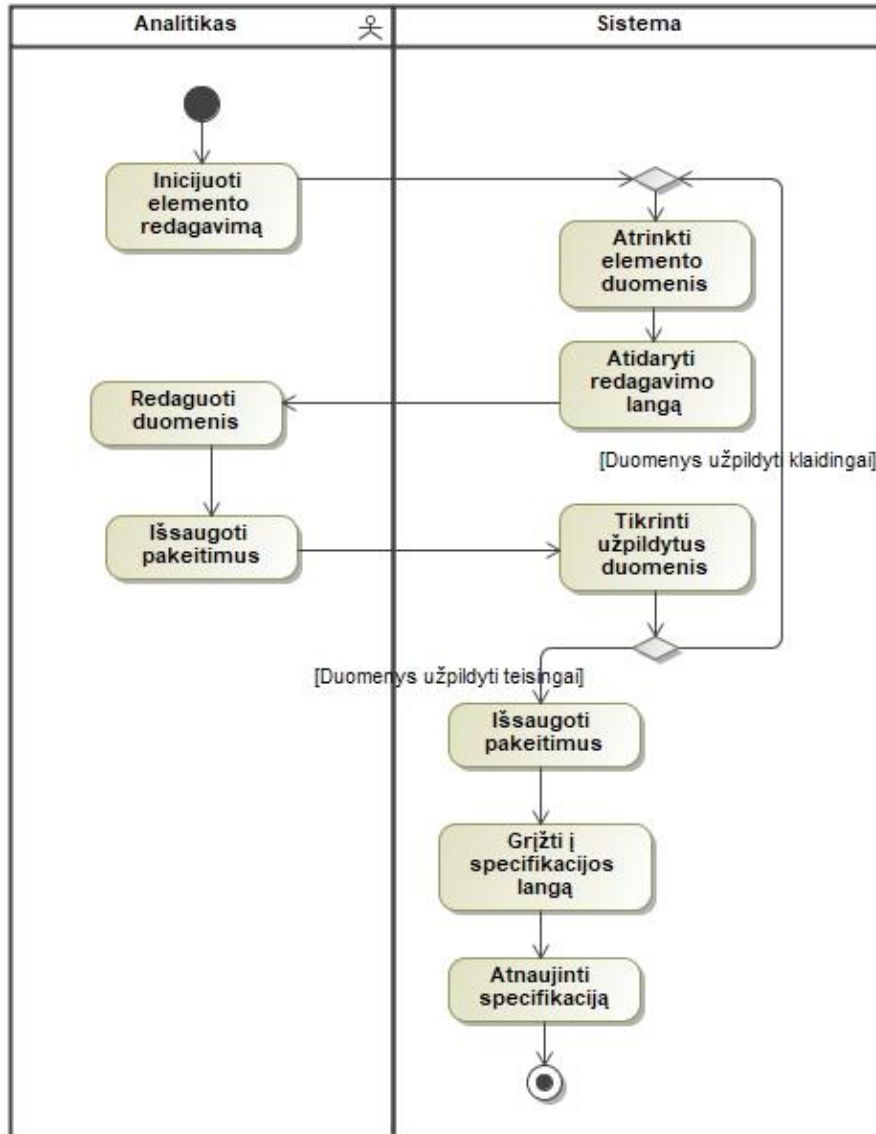 Analitikas
Sistema
Inicijuoti
elemento
redagavimą
Atrinkti
elemento
duomenis
Atidaryti
redagavimo
langą
Redaguoti
duomenis
[Duomenys užpildyti klaidingai]
Išsaugoti
pakeitimus
Tikrinti
užpildytus
duomenis
[Duomenys užpildyti teisingai]
Išsaugoti
pakeitimus
Grįžti į
specifikacijos
langą
Atnaujinti
specifikaciją